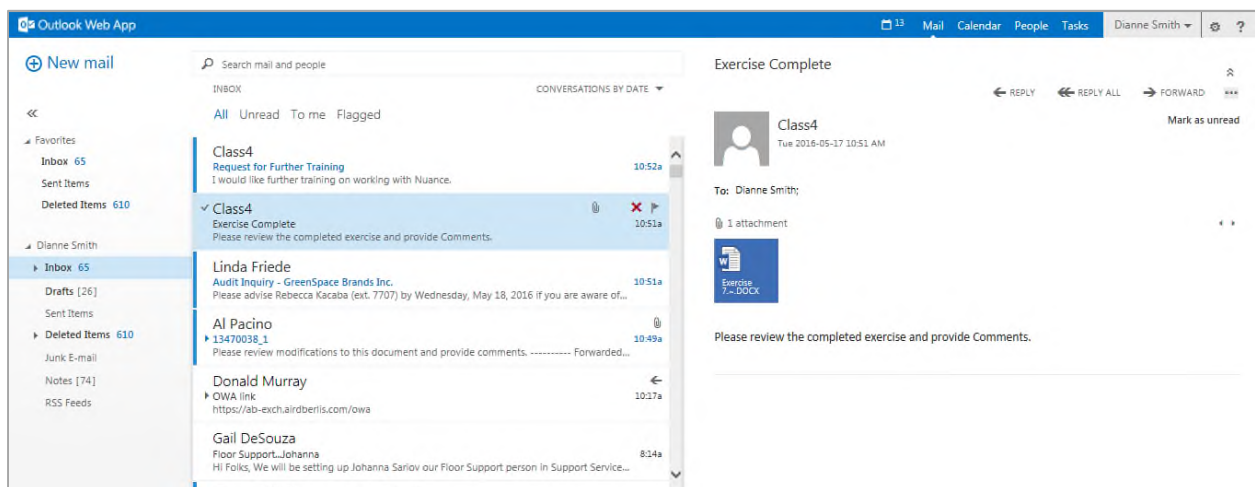 Outlook Web App
13 Mail Calendar People Tasks Dianne Smith ?
New mail
Favorites
Inbox 65
Sent Items
Deleted Items 610
Dianne Smith
Inbox 65
Drafts [26]
Sent Items
Deleted Items 610
Junk E-mail
Notes [74]
RSS Feeds
Search mail and people
INBOX CONVERSATIONS BY DATE
All Unread To me Flagged
Class4
Request for Further Training 10:52a
I would like further training on working with Nuance.
Class4
Exercise Complete 10:51a
Please review the completed exercise and provide Comments.
Linda Friede
Audit Inquiry - GreenSpace Brands Inc. 10:51a
Please advise Rebecca Kacaba (ext. 7707) by Wednesday, May 18, 2016 if you are aware of...
Al Pacino
13470038_1 10:49a
Please review modifications to this document and provide comments. ---------- Forwarded...
Donald Murray
OWA link 10:17a
https://ab-exch.airdberlis.com/owa
Gail DeSouza
Floor Support...Johanna 8:14a
Hi Folks, We will be setting up Johanna Sariov our Floor Support person in Support Service...
Exercise Complete
REPLY REPLY ALL FORWARD
Mark as unread
Class4
Tue 2016-05-17 10:51 AM
To: Dianne Smith;
1 attachment
Exercise
7....DOCX
Please review the completed exercise and provide Comments.